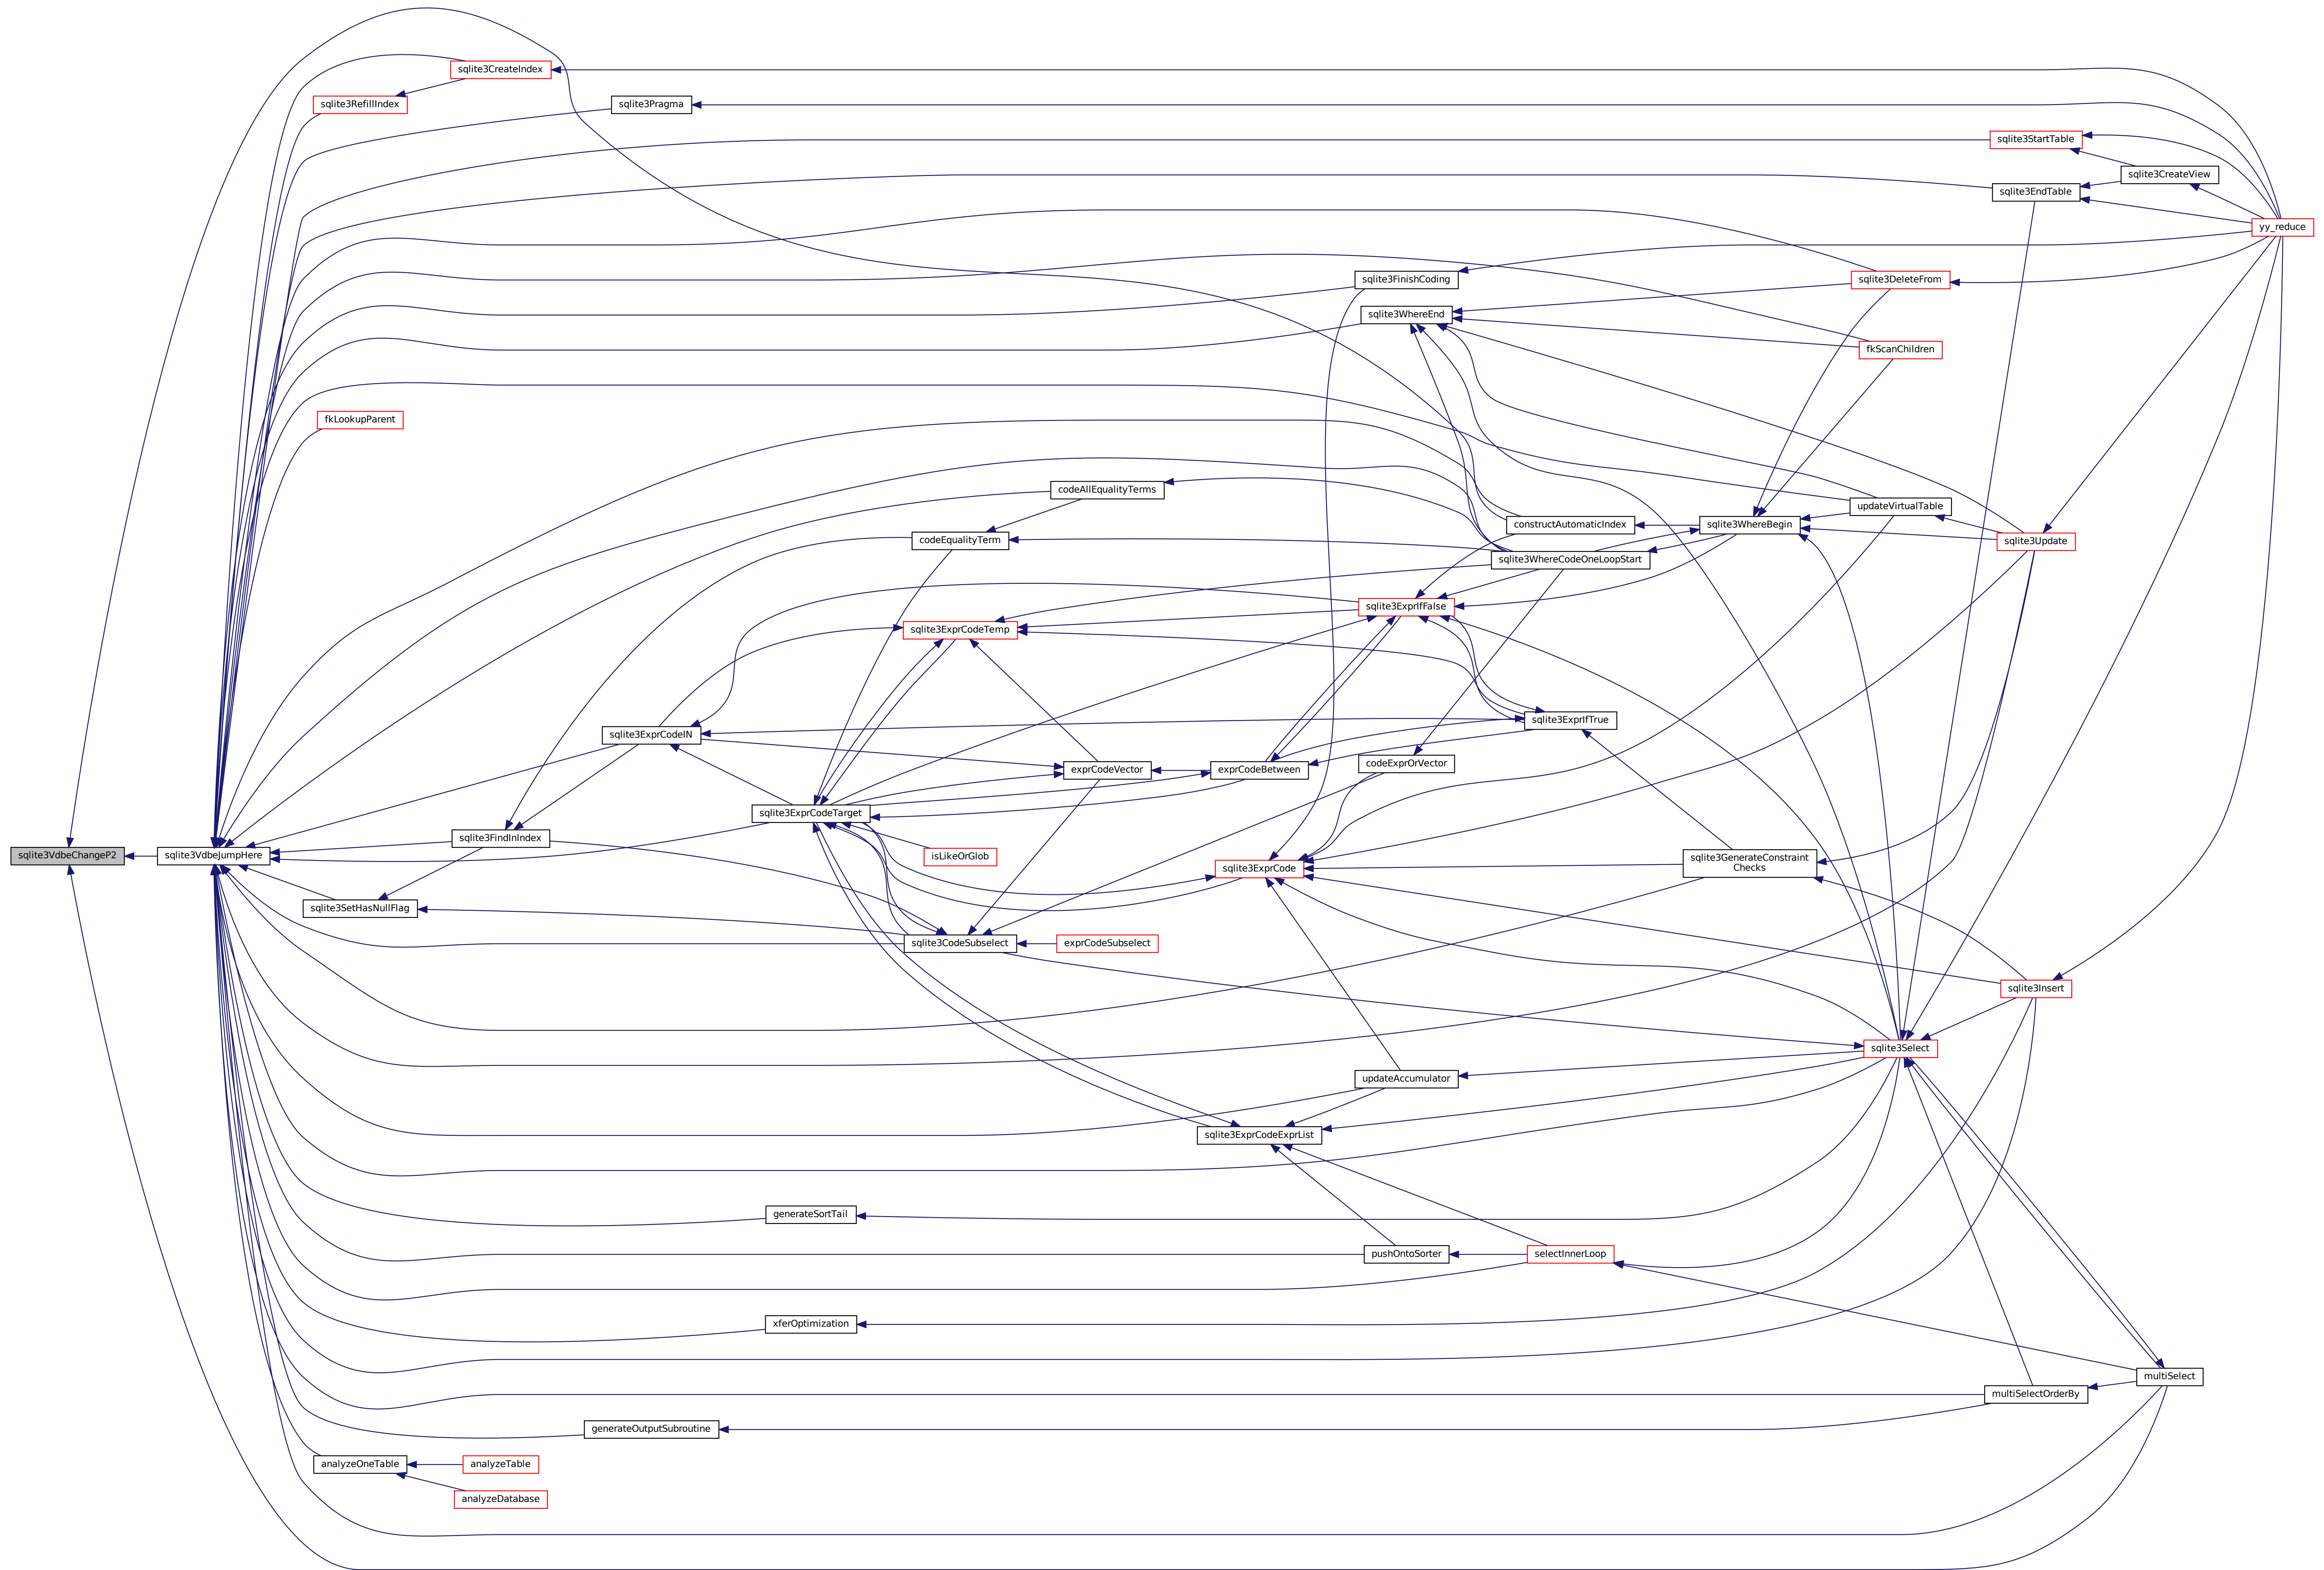 sqlite3CreateIndex
sqlite3RefillIndex
sqlite3Pragma
sqlite3StartTable
sqlite3CreateView
sqlite3EndTable
yy_reduce
sqlite3FinishCoding
sqlite3DeleteFrom
sqlite3WhereEnd
fkScanChildren
fkLookupParent
codeAllEqualityTerms
updateVirtualTable
constructAutomaticIndex
sqlite3WhereBegin
codeEqualityTerm
sqlite3Update
sqlite3WhereCodeOneLoopStart
sqlite3ExprIfFalse
sqlite3ExprCodeTemp
sqlite3ExprIfTrue
sqlite3ExprCodeIN
codeExprOrVector
exprCodeVector
exprCodeBetween
sqlite3ExprCodeTarget
sqlite3FindInIndex
sqlite3VdbeChangeP2
sqlite3VdbeJumpHere
isLikeOrGlob
sqlite3GenerateConstraint
Checks
sqlite3ExprCode
sqlite3SetHasNullFlag
sqlite3CodeSubselect
exprCodeSubselect
sqlite3Insert
sqlite3Select
updateAccumulator
sqlite3ExprCodeExprList
generateSortTail
pushOntoSorter
selectInnerLoop
xferOptimization
multiSelect
multiSelectOrderBy
generateOutputSubroutine
analyzeOneTable
analyzeTable
analyzeDatabase